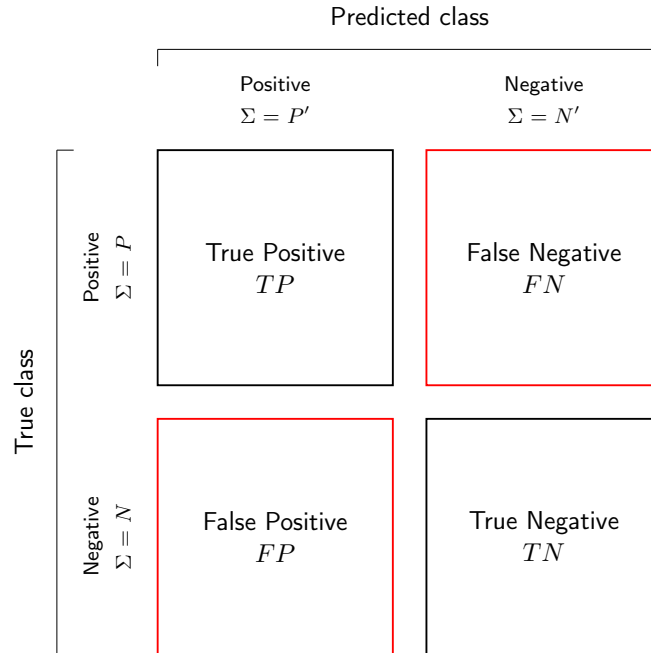 Predicted class
Positive
Σ = P′
Negative
Σ = N′
True class
Positive
Σ = P
True Positive
TP
False Negative
FN
Negative
Σ = N
False Positive
FP
True Negative
TN